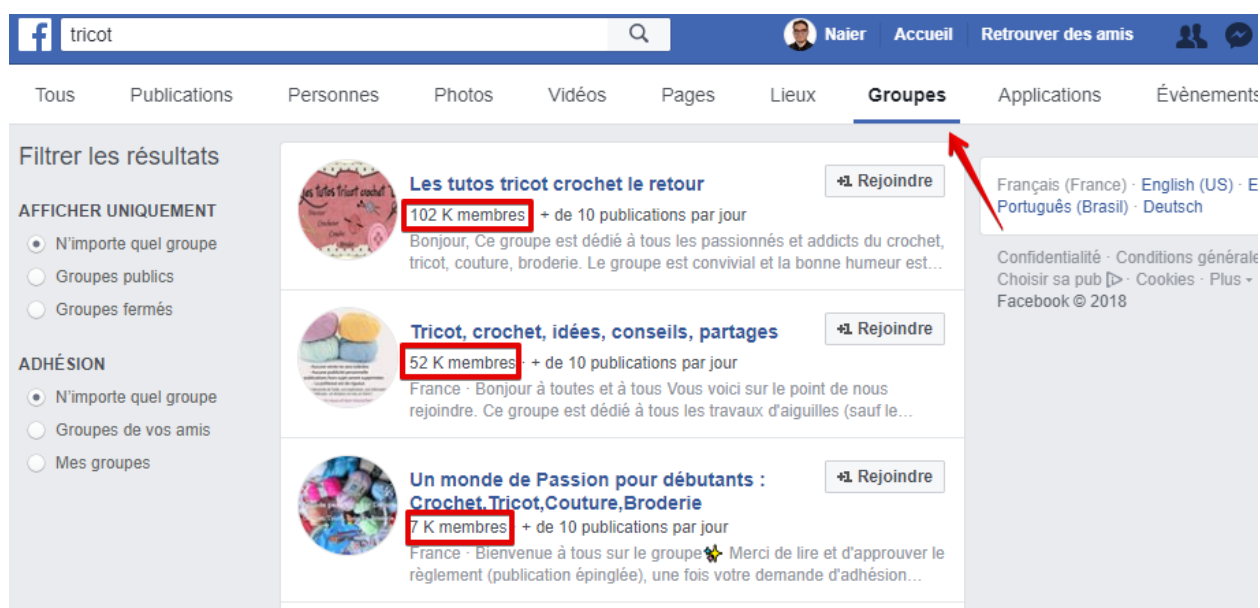 f
tricot
Naier
Accueil
Retrouver des amis
Tous
Publications
Personnes
Photos
Vidéos
Pages
Lieux
Groupes
Applications
Évènements
Filtrer les résultats
AFFICHER UNIQUEMENT
N'importe quel groupe
Groupes publics
Groupes fermés
ADHÉSION
N'importe quel groupe
Groupes de vos amis
Mes groupes
les tutos tricot crochet
Les tutos tricot crochet le retour
+1 Rejoindre
102 K membres · + de 10 publications par jour
Bonjour, Ce groupe est dédié à tous les passionnés et addicts du crochet,
tricot, couture, broderie. Le groupe est convivial et la bonne humeur est...
Tricot, crochet, idées, conseils, partages
+1 Rejoindre
52 K membres · + de 10 publications par jour
France · Bonjour à toutes et à tous Vous voici sur le point de nous
rejoindre. Ce groupe est dédié à tous les travaux d'aiguilles (sauf le...
Un monde de Passion pour débutants :
Crochet,Tricot,Couture,Broderie
+1 Rejoindre
7 K membres · + de 10 publications par jour
France · Bienvenue à tous sur le groupe Merci de lire et d'approuver le
règlement (publication épinglée), une fois votre demande d'adhésion...
Français (France) · English (US) · E
Português (Brasil) · Deutsch
Confidentialité · Conditions générale
Choisir sa pub · Cookies · Plus
Facebook © 2018